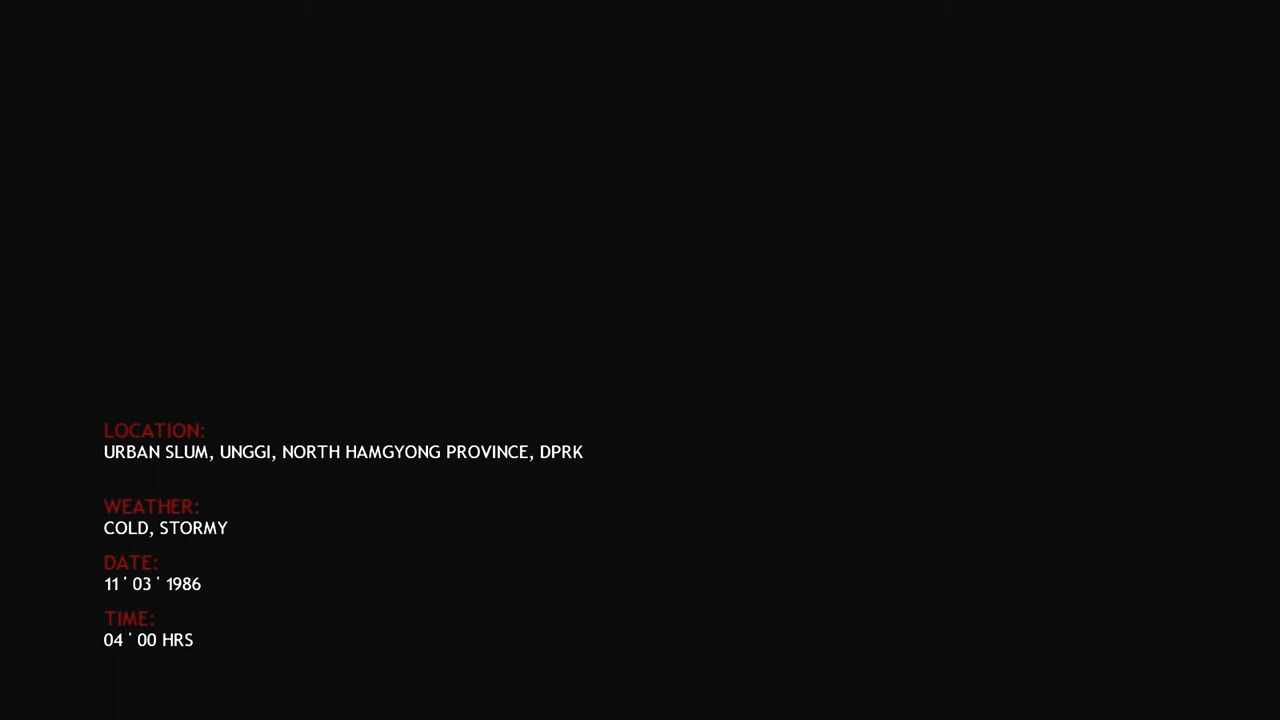 LOCATION:
URBAN SLUM, UNGGI, NORTH HAMGYONG PROVINCE, DPRK
WEATHER:
COLD, STORMY
DATE:
11 ' 03 ' 1986
TIME:
04 ' 00 HRS